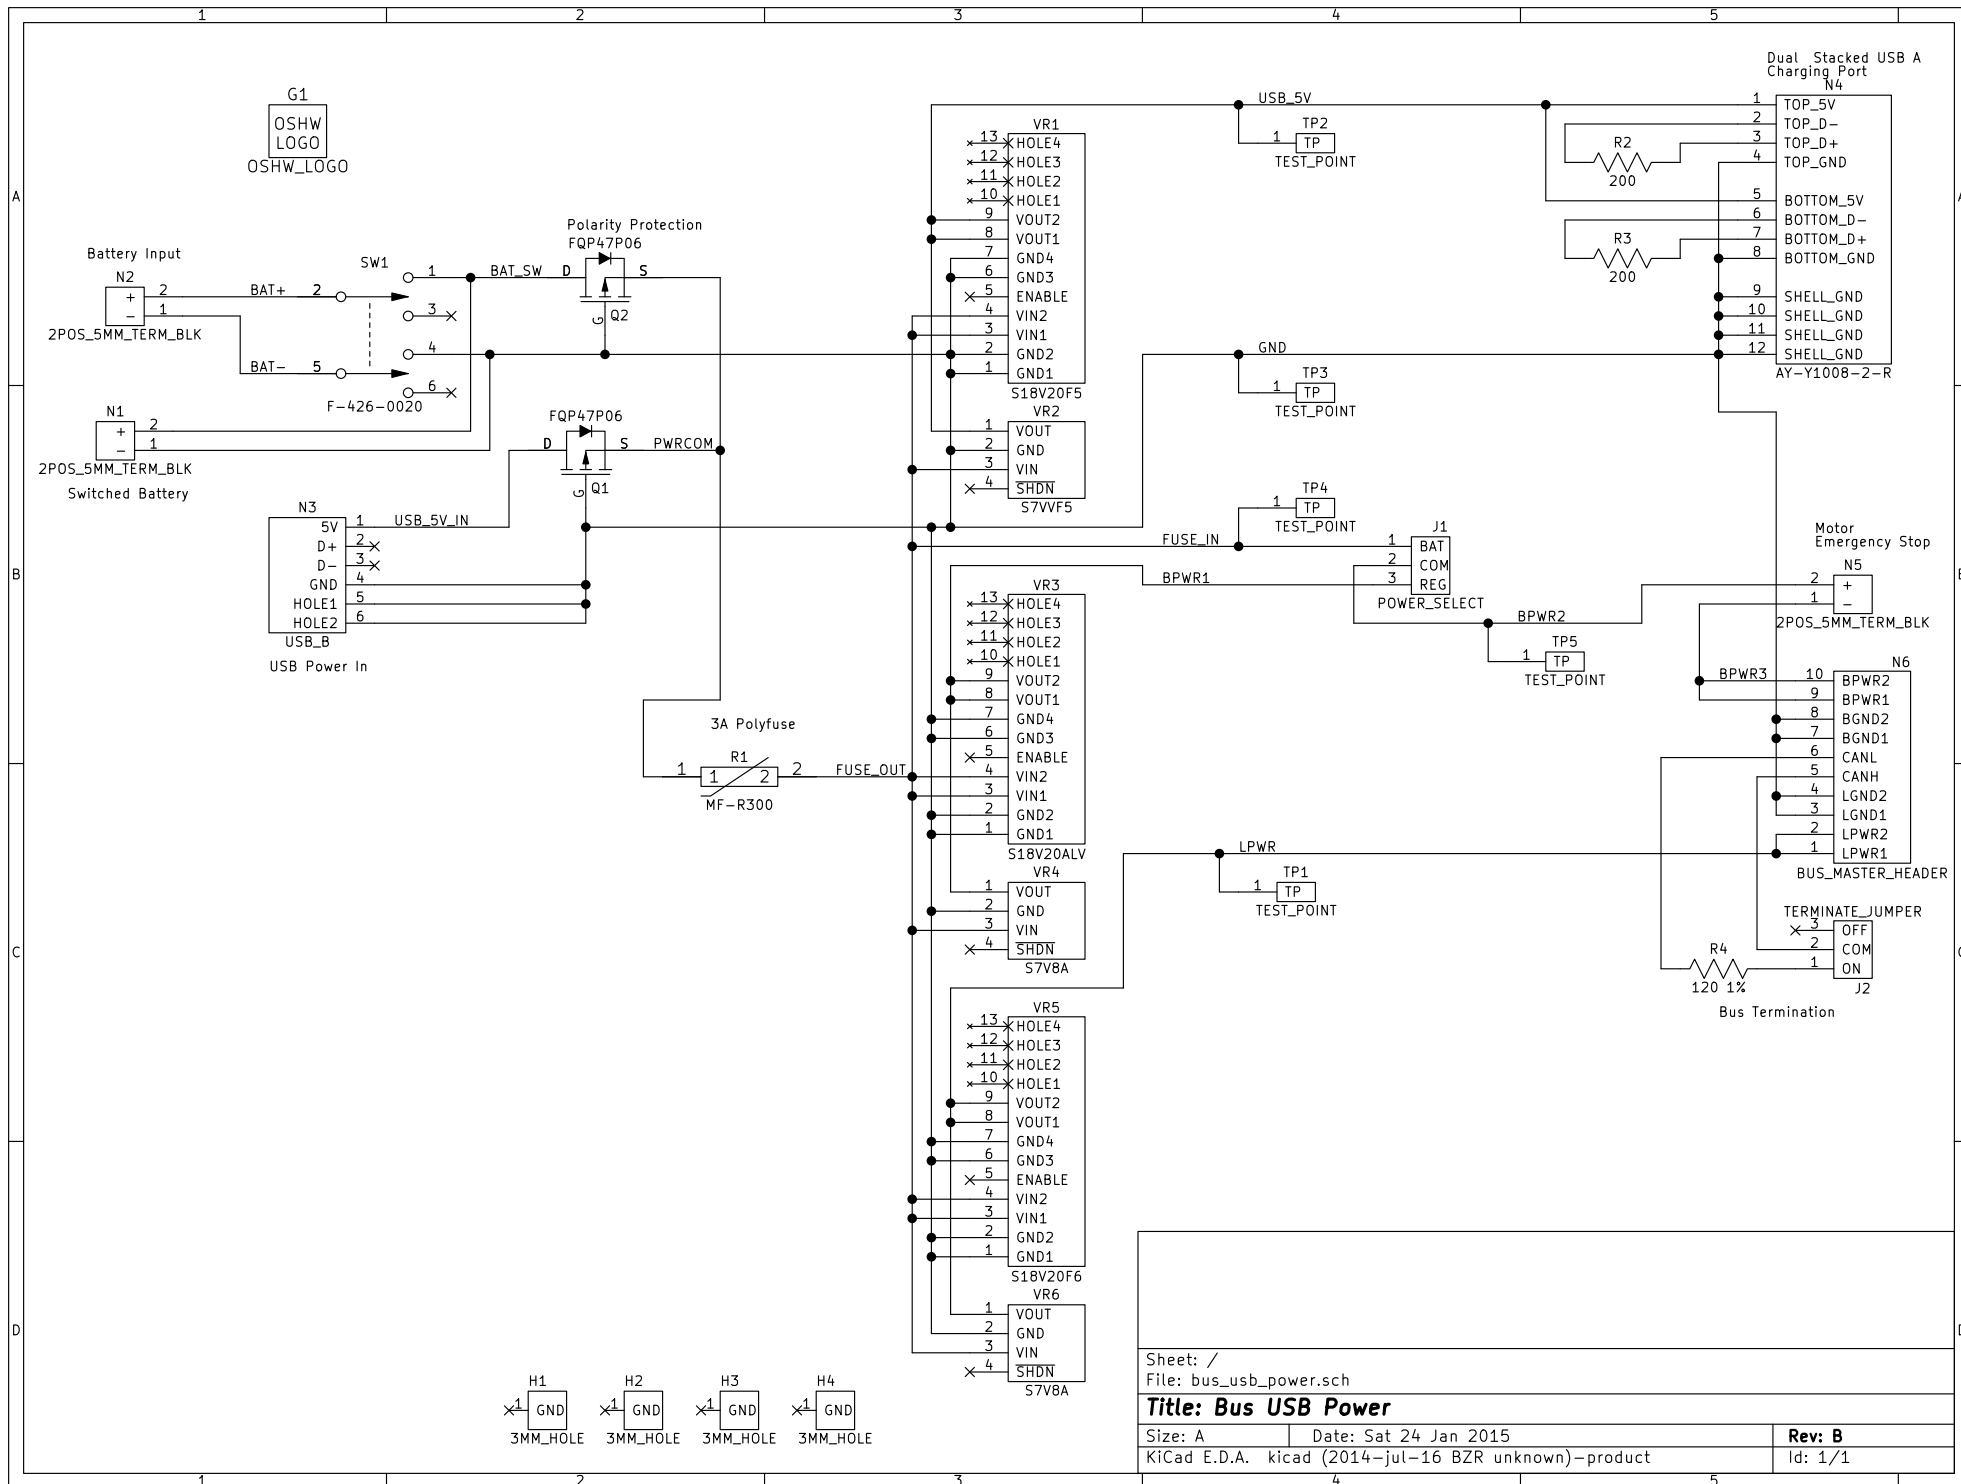 1 2 3 4 5
A
B
C
D
G1
OSHW
LOGO
OSHW_LOGO
Battery Input
N2
+ 2
− 1
2POS_5MM_TERM_BLK
BAT+ 2
BAT− 5
SW1
1
3
4
6
F−426−0020
N1
+ 2
− 1
2POS_5MM_TERM_BLK
Switched Battery
Polarity Protection
FQP47P06
BAT_SW D S
G Q2
FQP47P06
D S PWRCOM
G Q1
N3
5V 1 USB_5V_IN
D+ 2
D− 3
GND 4
HOLE1 5
HOLE2 6
USB_B
USB Power In
3A Polyfuse
R1
1 1 2 2 FUSE_OUT
MF−R300
VR1
13 HOLE4
12 HOLE3
11 HOLE2
10 HOLE1
9 VOUT2
8 VOUT1
7 GND4
6 GND3
5 ENABLE
4 VIN2
3 VIN1
2 GND2
1 GND1
S18V20F5
VR2
1 VOUT
2 GND
3 VIN
4 SHDN
S7VVF5
VR3
13 HOLE4
12 HOLE3
11 HOLE2
10 HOLE1
9 VOUT2
8 VOUT1
7 GND4
6 GND3
5 ENABLE
4 VIN2
3 VIN1
2 GND2
1 GND1
S18V20ALV
VR4
1 VOUT
2 GND
3 VIN
4 SHDN
S7V8A
VR5
13 HOLE4
12 HOLE3
11 HOLE2
10 HOLE1
9 VOUT2
8 VOUT1
7 GND4
6 GND3
5 ENABLE
4 VIN2
3 VIN1
2 GND2
1 GND1
S18V20F6
VR6
1 VOUT
2 GND
3 VIN
4 SHDN
S7V8A
USB_5V
TP2
1 TP
TEST_POINT
GND
TP3
1 TP
TEST_POINT
TP4
1 TP
TEST_POINT
FUSE_IN
BPWR1
J1
1 BAT
2 COM
3 REG
POWER_SELECT
BPWR2
TP5
1 TP
TEST_POINT
LPWR
TP1
1 TP
TEST_POINT
Dual Stacked USB A
Charging Port
N4
1 TOP_5V
2 TOP_D−
3 TOP_D+
4 TOP_GND
5 BOTTOM_5V
6 BOTTOM_D−
7 BOTTOM_D+
8 BOTTOM_GND
9 SHELL_GND
10 SHELL_GND
11 SHELL_GND
12 SHELL_GND
AY−Y1008−2−R
R2
200
R3
200
Motor
Emergency Stop
N5
2 +
1 −
2POS_5MM_TERM_BLK
N6
BPWR3 10 BPWR2
9 BPWR1
8 BGND2
7 BGND1
6 CANL
5 CANH
4 LGND2
3 LGND1
2 LPWR2
1 LPWR1
BUS_MASTER_HEADER
TERMINATE_JUMPER
3 OFF
2 COM
1 ON
J2
R4
120 1%
Bus Termination
H1
1 GND
3MM_HOLE
H2
1 GND
3MM_HOLE
H3
1 GND
3MM_HOLE
H4
1 GND
3MM_HOLE
Sheet: /
File: bus_usb_power.sch
Title: Bus USB Power
Size: A Date: Sat 24 Jan 2015 Rev: B
KiCad E.D.A. kicad (2014−jul−16 BZR unknown)−product Id: 1/1
1 2 3 4 5